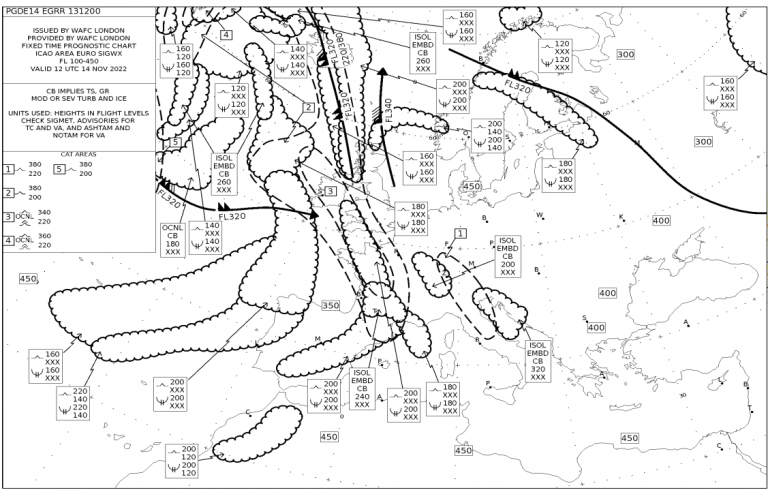 PGDE14 EGRR 131200
ISSUED BY WAFC LONDON
PROVIDED BY WAFC LONDON
FIXED TIME PROGNOSTIC CHART
ICAO AREA EURO SIGWX
FL 100-450
VALID 12 UTC 14 NOV 2022
CB IMPLIES TS, GR
MOD OR SEV TURB AND ICE
UNITS USED: HEIGHTS IN FLIGHT LEVELS
CHECK SIGMET, ADVISORIES FOR
TC AND VA, AND ASHTAM AND
NOTAM FOR VA
CAT AREAS
1 380
220
5 380
200
2 380
200
3 OCNL 340
220
4 OCNL 360
220
160
120
160
120
4
140
XXX
140
XXX
FL320
220/380
ISOL
EMBD
CB
260
XXX
160
XXX
160
XXX
120
XXX
120
XXX
300
160
XXX
160
XXX
120
XXX
120
XXX
2
FL320
FL340
200
XXX
200
XXX
FL320
5
200
140
200
140
300
ISOL
EMBD
CB
260
XXX
160
XXX
160
XXX
180
XXX
180
XXX
450
3
FL320
FL320
OCNL
CB
180
XXX
140
XXX
140
XXX
180
XXX
180
XXX
W
K
400
1
ISOL
EMBD
CB
200
XXX
M
B
450
350
400
400
S
A
M
R
ISOL
EMBD
CB
320
XXX
160
XXX
160
XXX
220
140
220
140
200
XXX
200
XXX
200
XXX
200
XXX
ISOL
EMBD
CB
240
XXX
P
A
200
XXX
200
XXX
180
XXX
180
XXX
P
A
L
B
T
C
C
450
450
450
200
120
200
120